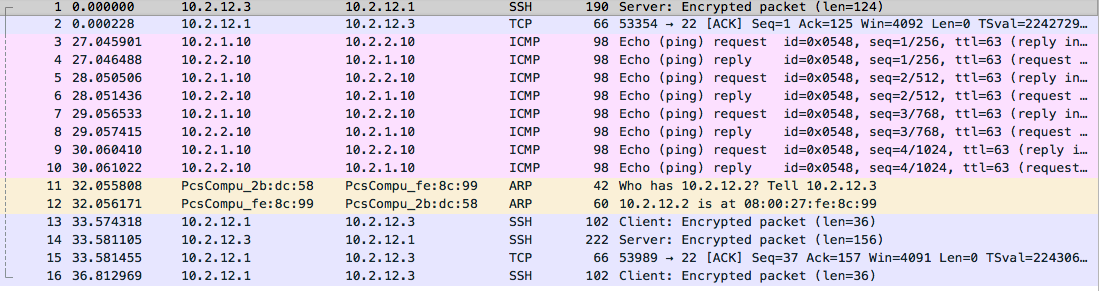 1 0.000000 10.2.12.3 10.2.12.1 SSH 190 Server: Encrypted packet (len=124)
2 0.000228 10.2.12.1 10.2.12.3 TCP 66 53354 → 22 [ACK] Seq=1 Ack=125 Win=4092 Len=0 TSval=2242729…
3 27.045901 10.2.1.10 10.2.2.10 ICMP 98 Echo (ping) request id=0x0548, seq=1/256, ttl=63 (reply in…
4 27.046488 10.2.2.10 10.2.1.10 ICMP 98 Echo (ping) reply id=0x0548, seq=1/256, ttl=63 (request …
5 28.050506 10.2.1.10 10.2.2.10 ICMP 98 Echo (ping) request id=0x0548, seq=2/512, ttl=63 (reply in…
6 28.051436 10.2.2.10 10.2.1.10 ICMP 98 Echo (ping) reply id=0x0548, seq=2/512, ttl=63 (request …
7 29.056533 10.2.1.10 10.2.2.10 ICMP 98 Echo (ping) request id=0x0548, seq=3/768, ttl=63 (reply in…
8 29.057415 10.2.2.10 10.2.1.10 ICMP 98 Echo (ping) reply id=0x0548, seq=3/768, ttl=63 (request …
9 30.060410 10.2.1.10 10.2.2.10 ICMP 98 Echo (ping) request id=0x0548, seq=4/1024, ttl=63 (reply i…
10 30.061022 10.2.2.10 10.2.1.10 ICMP 98 Echo (ping) reply id=0x0548, seq=4/1024, ttl=63 (request…
11 32.055808 PcsCompu_2b:dc:58 PcsCompu_fe:8c:99 ARP 42 Who has 10.2.12.2? Tell 10.2.12.3
12 32.056171 PcsCompu_fe:8c:99 PcsCompu_2b:dc:58 ARP 60 10.2.12.2 is at 08:00:27:fe:8c:99
13 33.574318 10.2.12.1 10.2.12.3 SSH 102 Client: Encrypted packet (len=36)
14 33.581105 10.2.12.3 10.2.12.1 SSH 222 Server: Encrypted packet (len=156)
15 33.581455 10.2.12.1 10.2.12.3 TCP 66 53989 → 22 [ACK] Seq=37 Ack=157 Win=4091 Len=0 TSval=224306…
16 36.812969 10.2.12.1 10.2.12.3 SSH 102 Client: Encrypted packet (len=36)